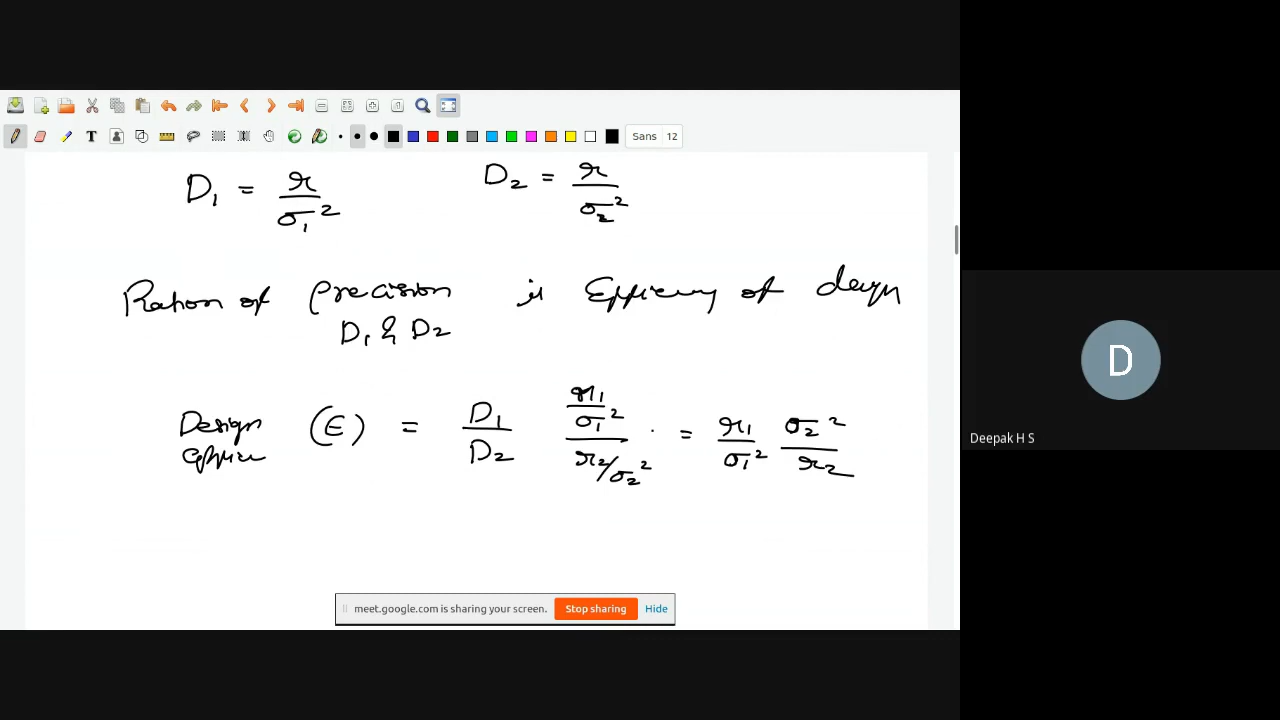 T Sans 12
D₁ = r/σ₁² D₂ = r/σ₂²
Ration of precision is Efficiency of design
D₁ & D₂
Design (E) = D₁/D₂ (r₁/σ₁²)/(r₂/σ₂²) = r₁/σ₁² σ₂²/r₂
meet.google.com is sharing your screen. Stop sharing Hide
D
Deepak H S